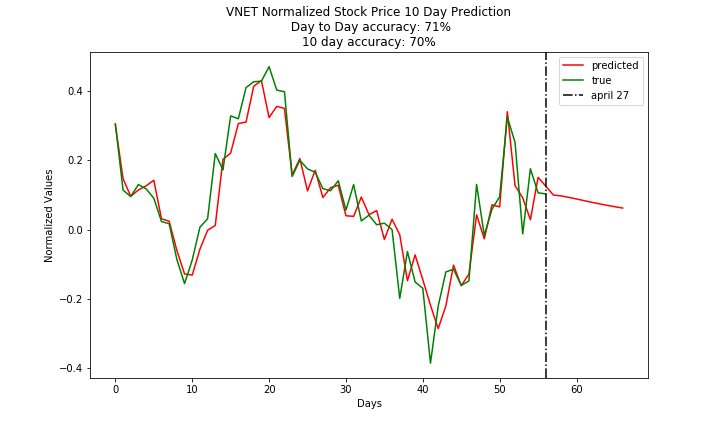 VNET Normalized Stock Price 10 Day Prediction
Day to Day accuracy: 71%
10 day accuracy: 70%
predicted
true
april 27
Normalized Values
0.4
0.2
0.0
−0.2
−0.4
0 10 20 30 40 50 60
Days